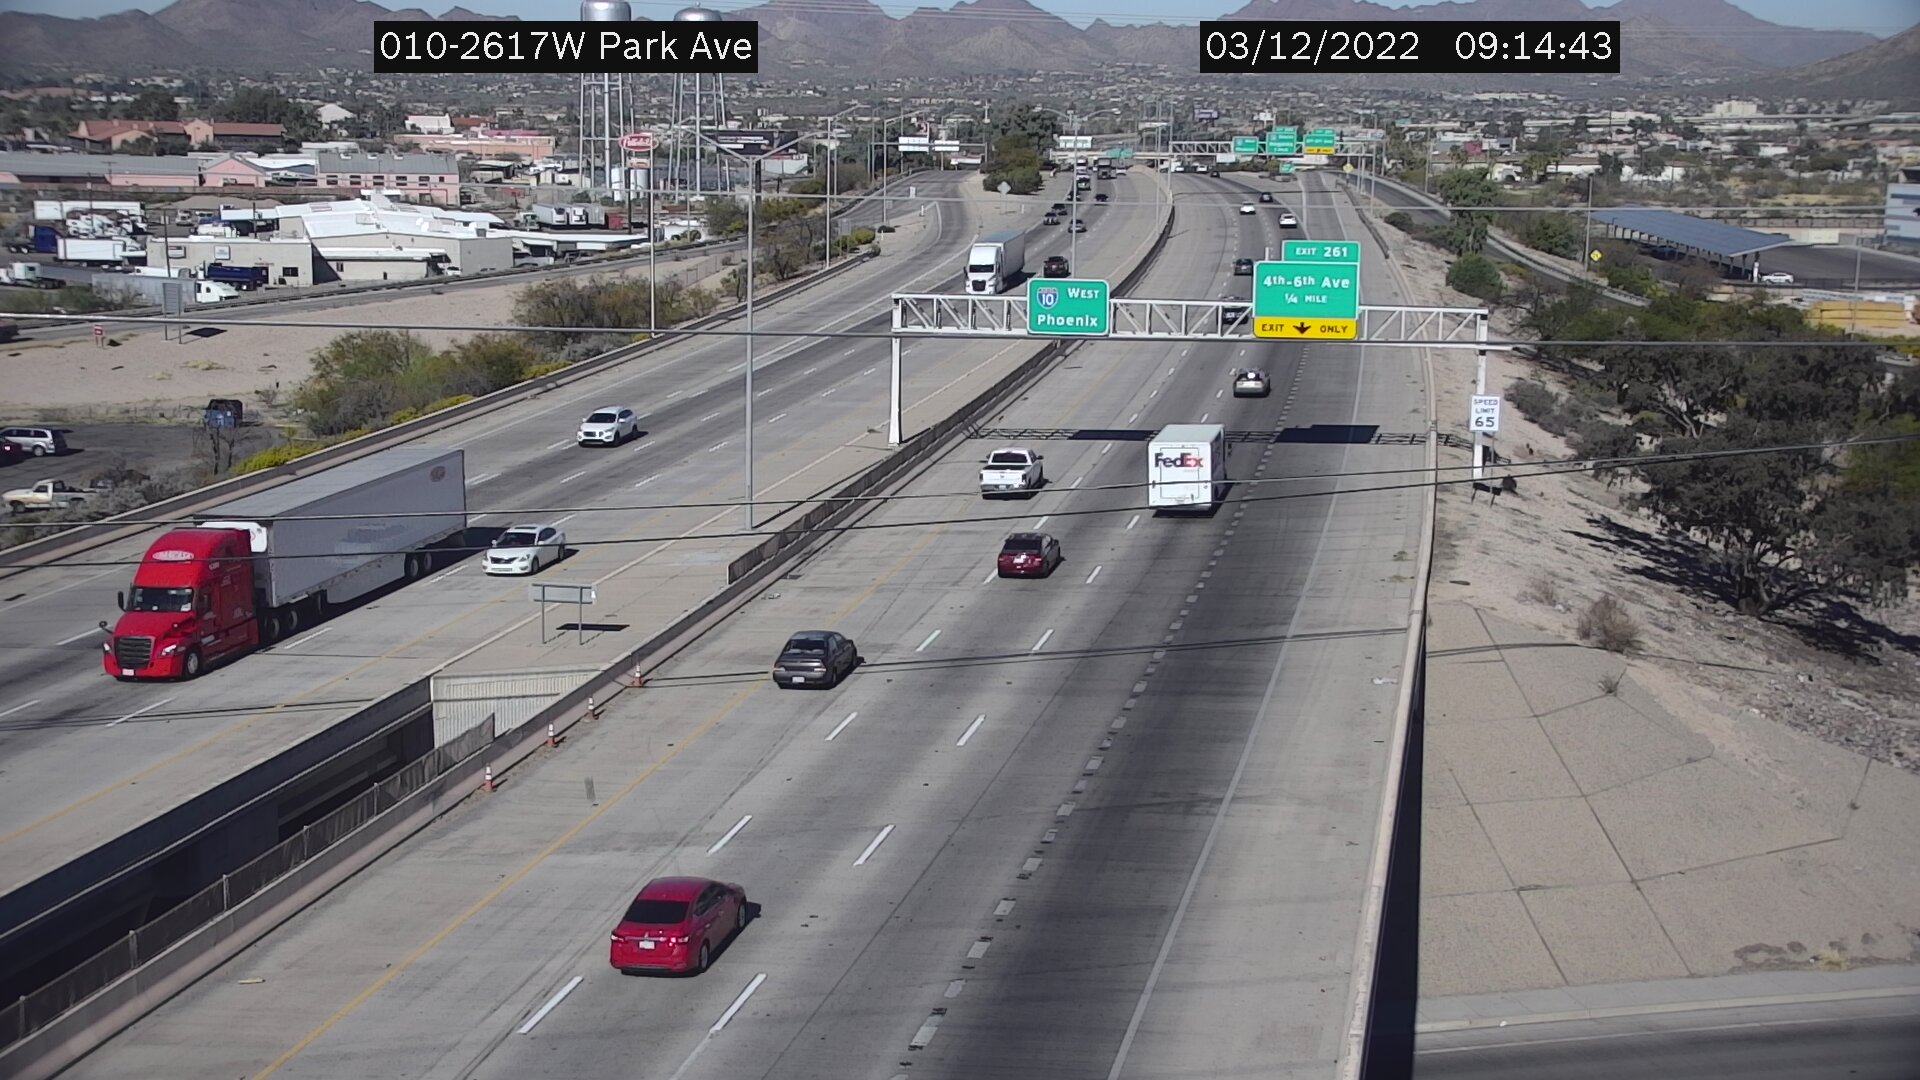 010-2617W Park Ave
03/12/2022 09:14:43
EXIT 261
4th-6th Ave
1/4 MILE
EXIT ONLY
10
WEST
Phoenix
SPEED
LIMIT
65
FedEx